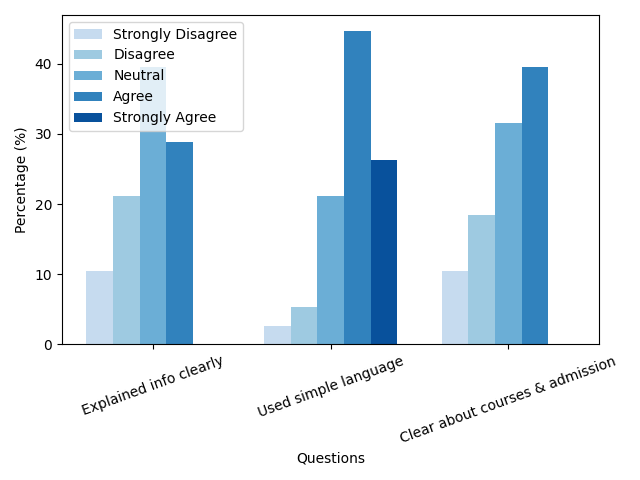 Strongly Disagree
Disagree
Neutral
Agree
Strongly Agree
Percentage (%)
40
30
20
10
0
Explained info clearly
Used simple language
Clear about courses & admission
Questions